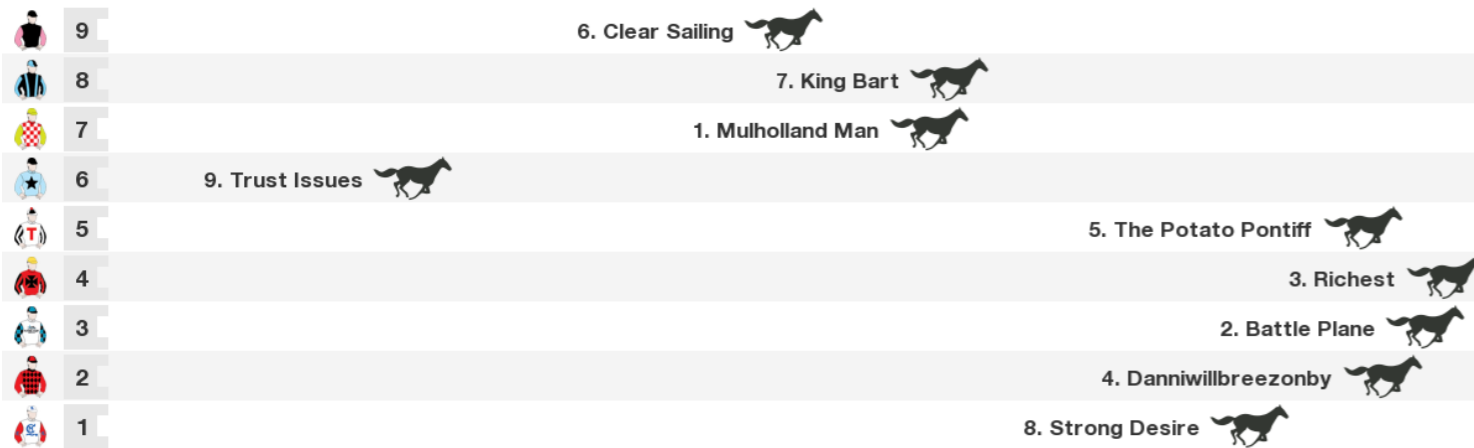 9 6. Clear Sailing
8 7. King Bart
7 1. Mulholland Man
6 9. Trust Issues
T
5 5. The Potato Pontiff
4 3. Richest
3 2. Battle Plane
2 4. Danniwillbreezonby
1 8. Strong Desire